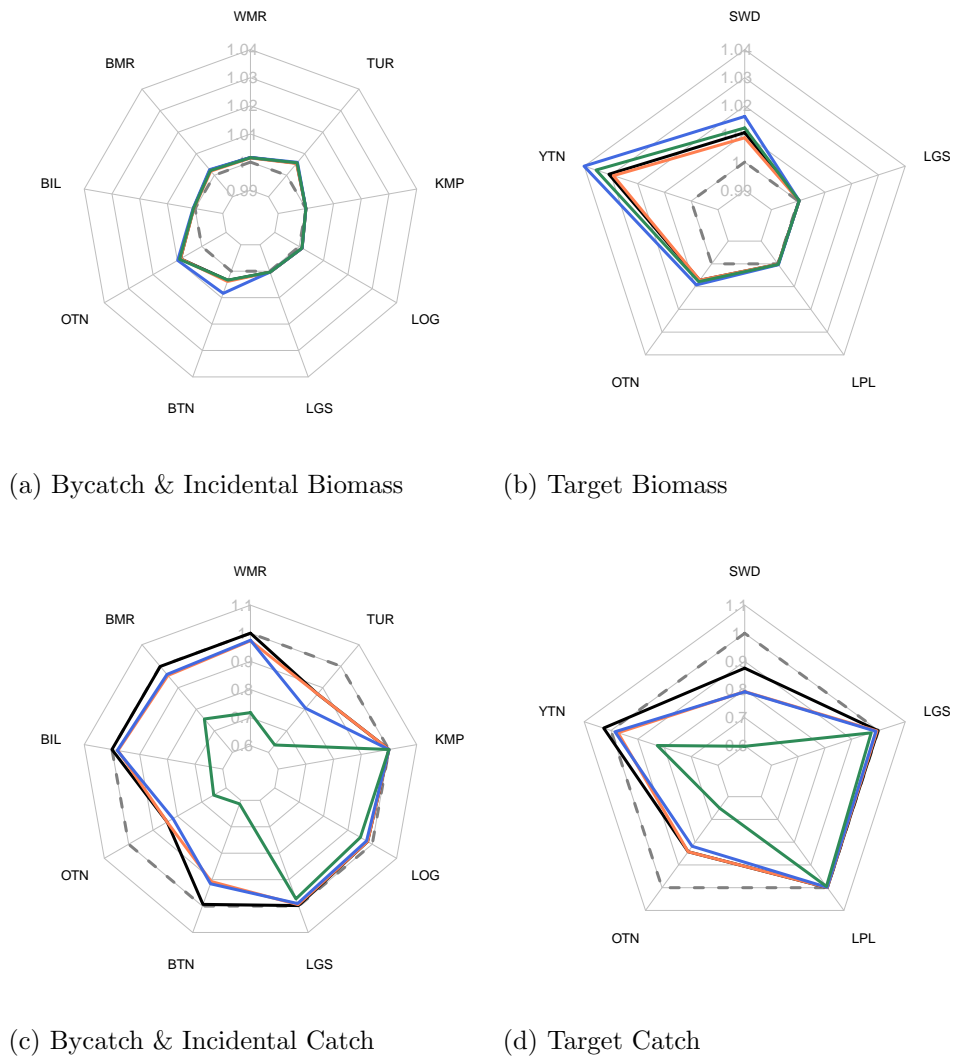 WMR
SWD
1.04
1.04
BMR
TUR
1.03
1.03
1.02
1.02
1.01
YTN
LGS
1
BIL
KMP
0.99
0.99
OTN
LOG
BTN
LGS
OTN
LPL
(a) Bycatch & Incidental Biomass
(b) Target Biomass
WMR
SWD
1.1
1.1
BMR
TUR
1
1
0.9
0.9
0.8
0.8
YTN
LGS
0.7
0.7
BIL
KMP
0.6
0.6
OTN
LOG
BTN
LGS
OTN
LPL
(c) Bycatch & Incidental Catch
(d) Target Catch